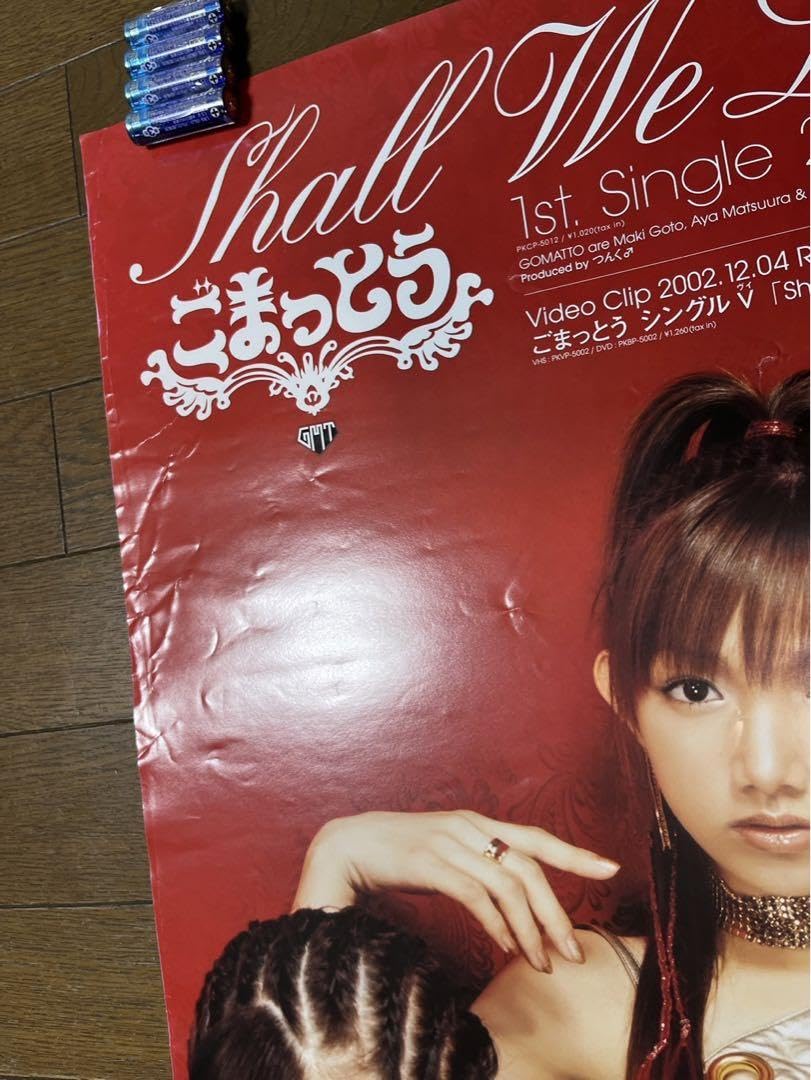 Shall We
1st. Single
PKCP-5012 / ¥1,020(tax in)
GOMATTO are Maki Goto, Aya Matsuura &
Produced by つんく♂
Video Clip 2002.12.04 R
ごまっとう シングルV ヴィ 「Sh
VHS : PKVP-5002 / DVD : PKBP-5002 / ¥1,260(tax in)
ごまっとう
GMT